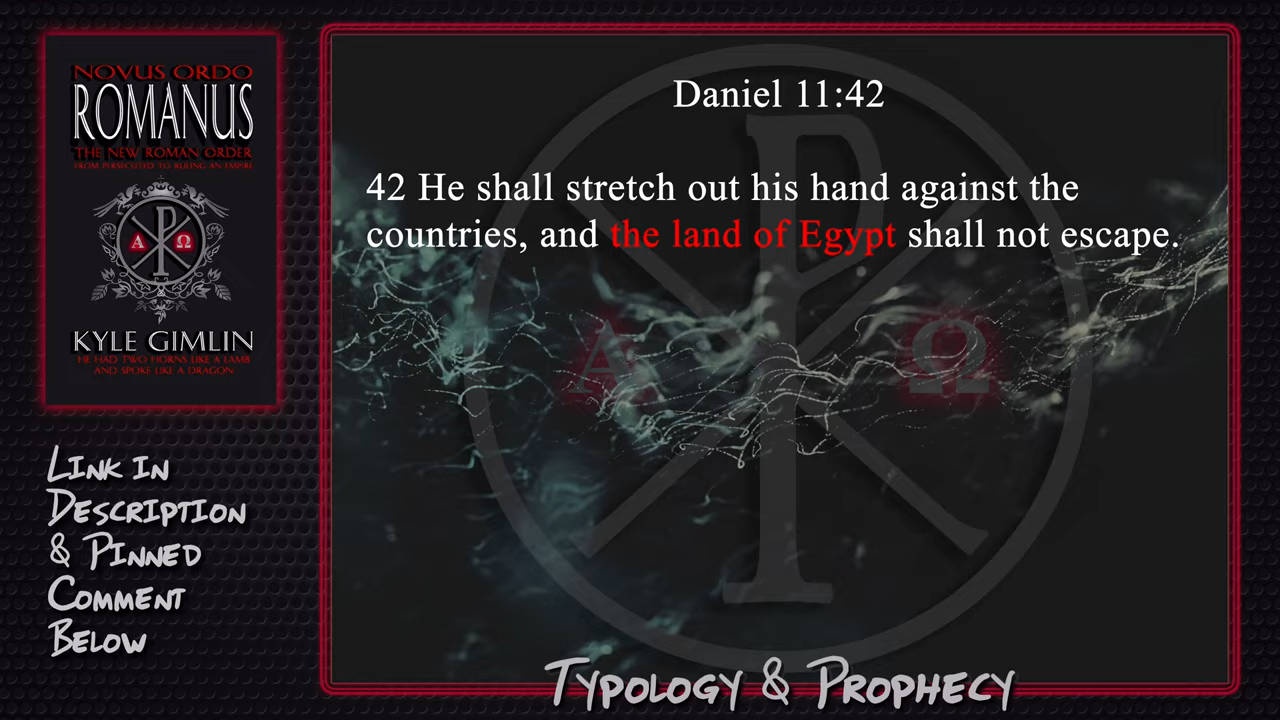 NOVUS ORDO
ROMANUS
THE NEW ROMAN ORDER
FROM PERSECUTED TO RULING AN EMPIRE
Α Ω
KYLE GIMLIN
HE HAD TWO HORNS LIKE A LAMB
AND SPOKE LIKE A DRAGON
Link in
Description
& Pinned
Comment
Below
Daniel 11:42
42 He shall stretch out his hand against the
countries, and the land of Egypt shall not escape.
Α Ω
Typology & Prophecy